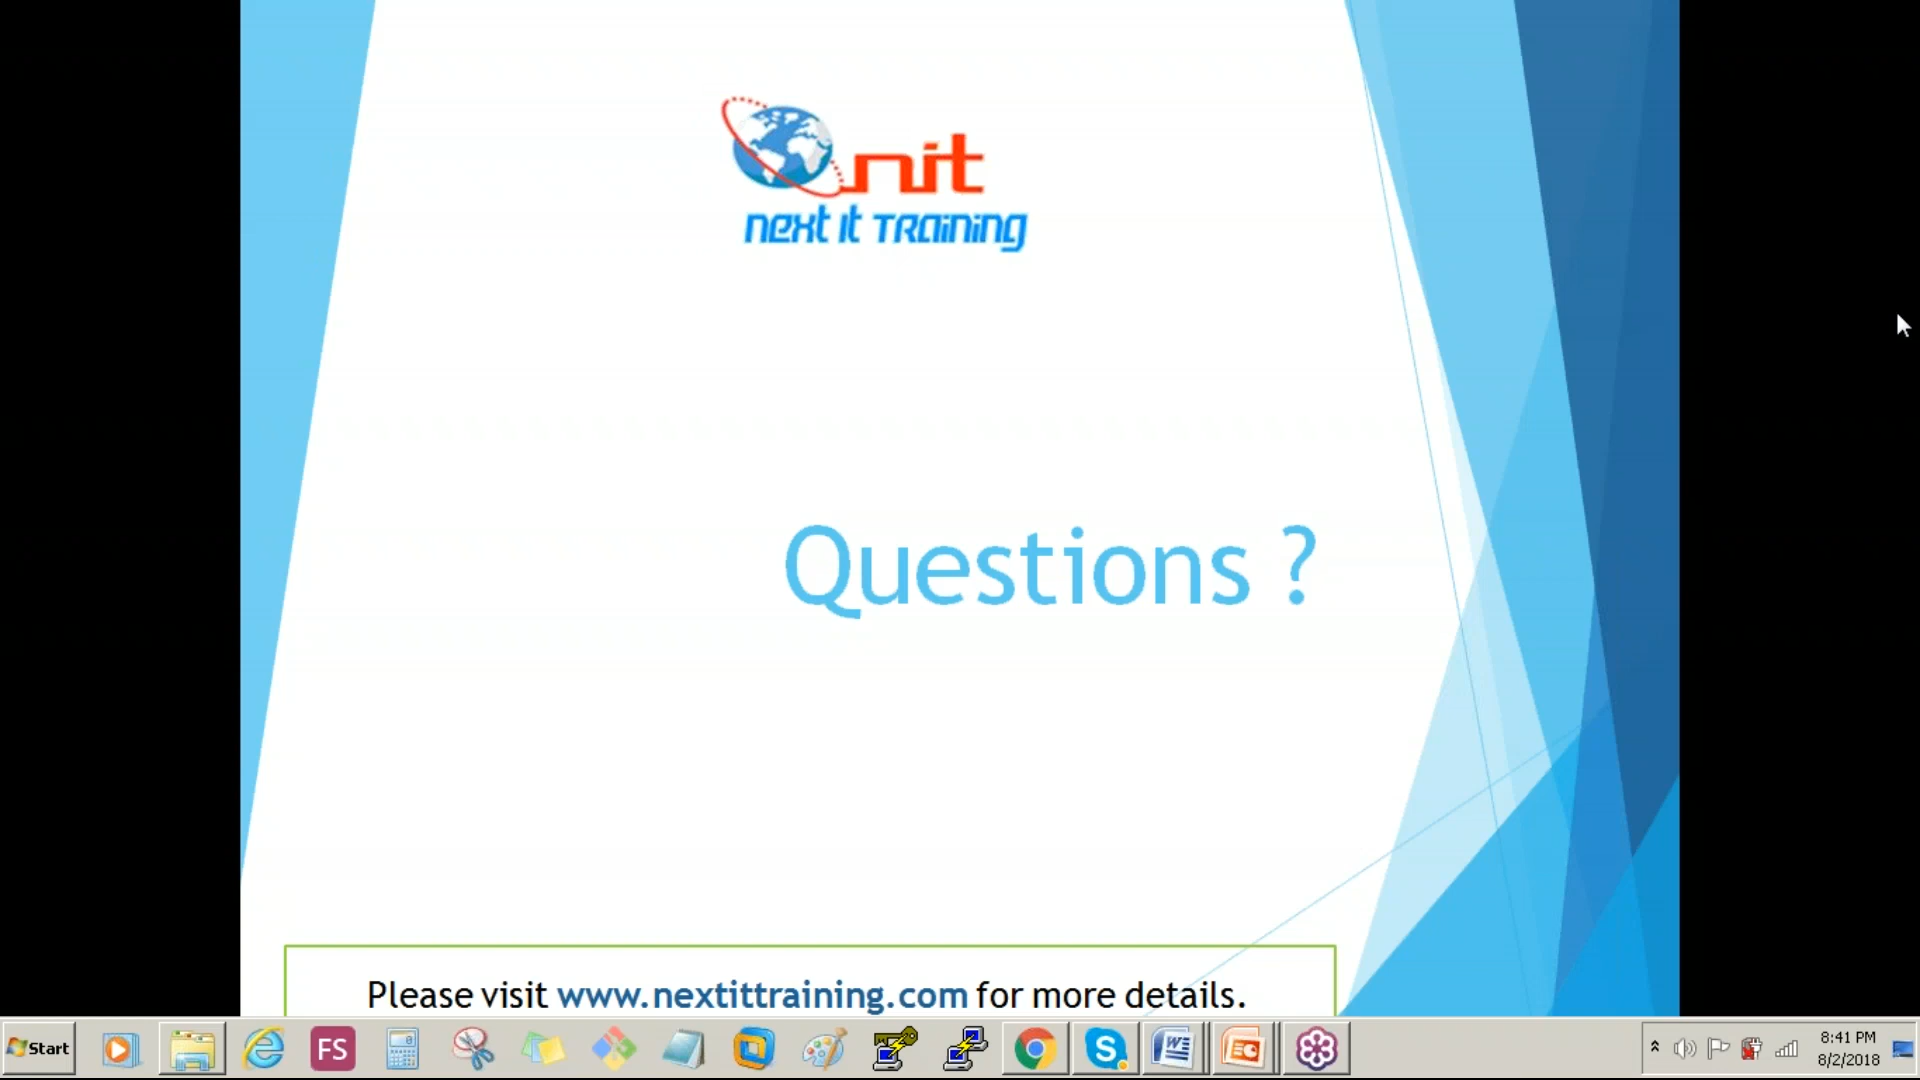 nit
next it training
Questions ?
Please visit www.nextittraining.com for more details.
Start
FS
8:41 PM
8/2/2018